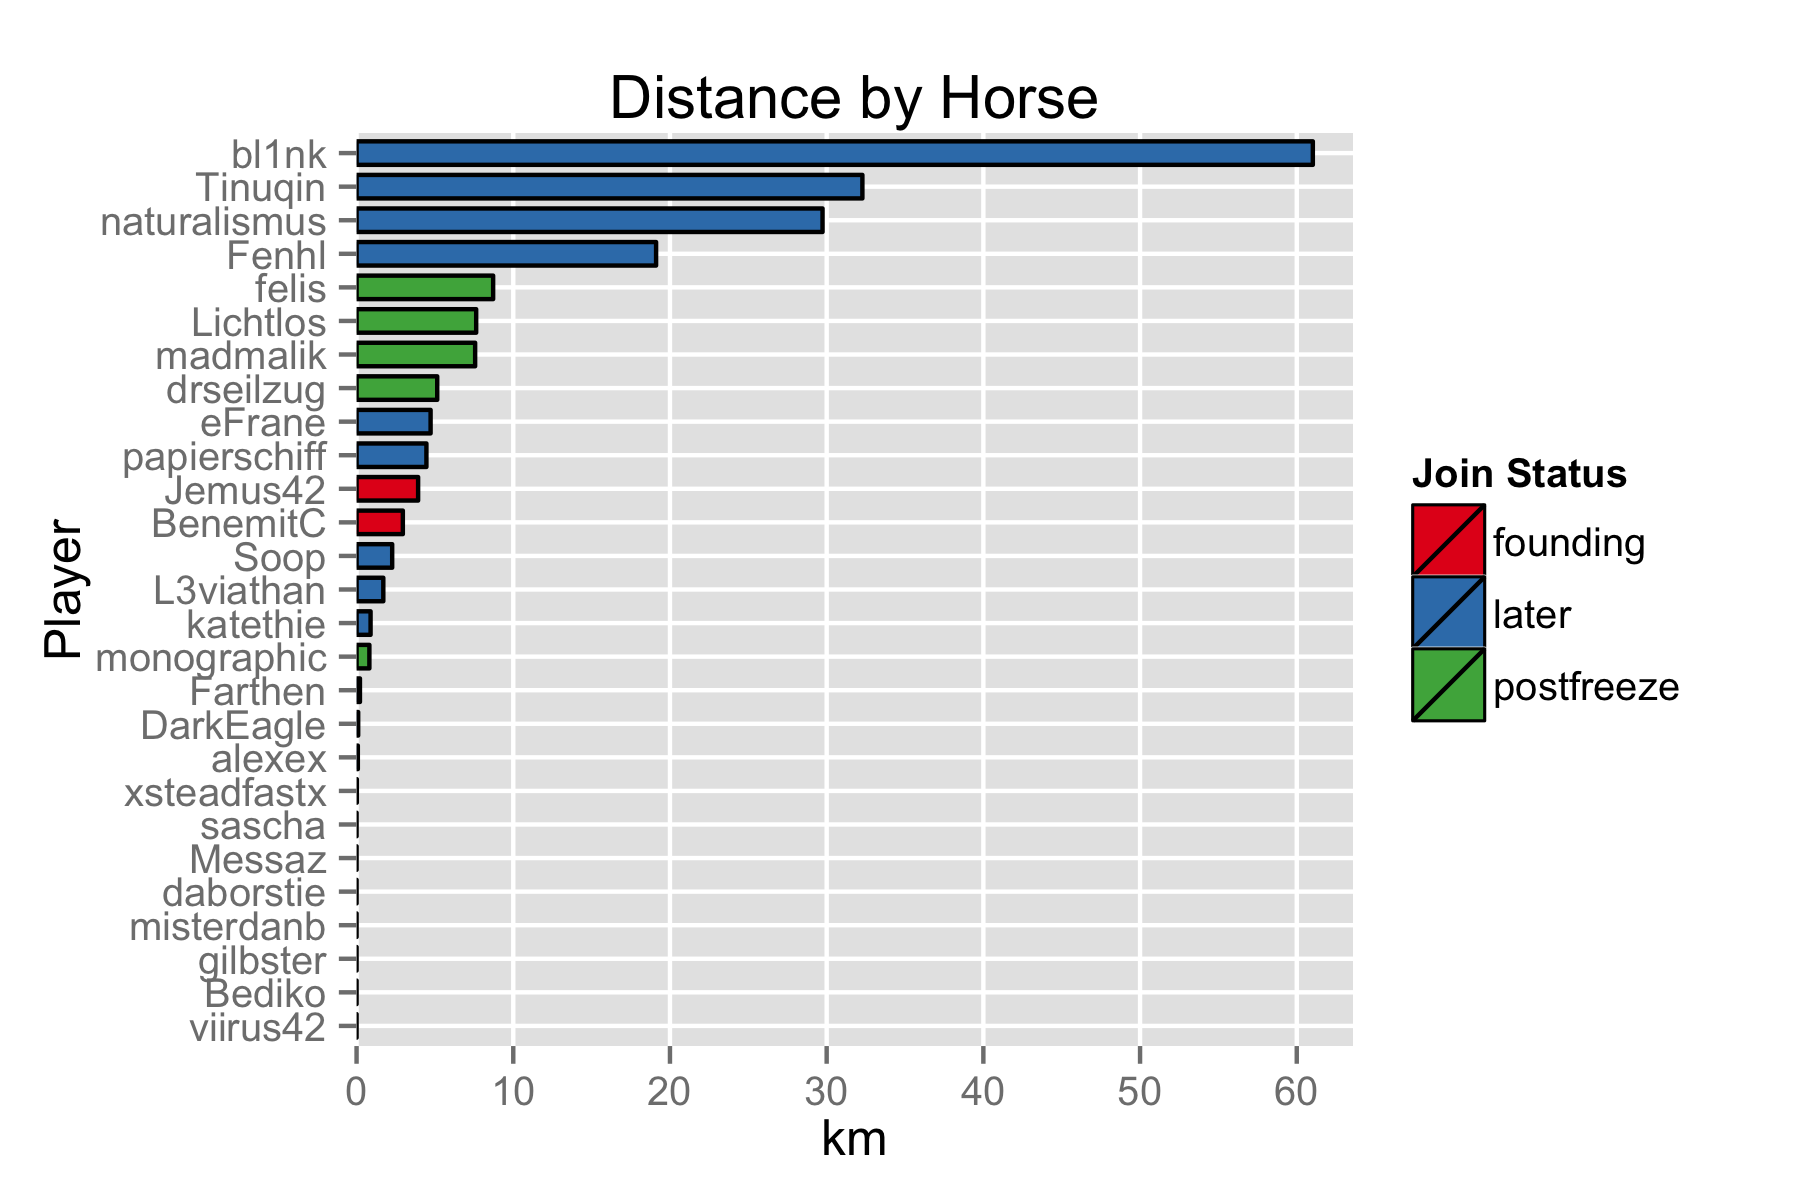 Distance by Horse
Player
bl1nk
Tinuqin
naturalismus
Fenhl
felis
Lichtlos
madmalik
drseilzug
eFrane
papierschiff
Jemus42
BenemitC
Soop
L3viathan
katethie
monographic
Farthen
DarkEagle
alexex
xsteadfastx
sascha
Messaz
daborstie
misterdanb
gilbster
Bediko
viirus42
0 10 20 30 40 50 60
km
Join Status
founding
later
postfreeze